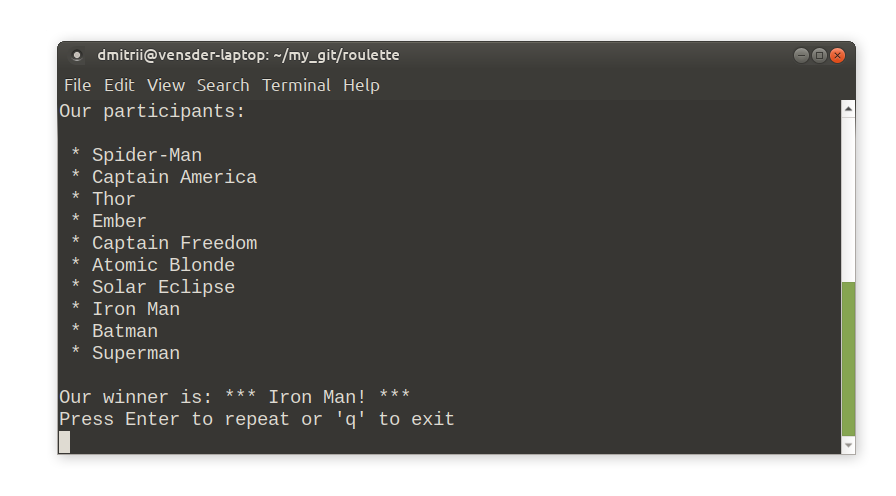 dmitrii@vensder-laptop: ~/my_git/roulette
File Edit View Search Terminal Help
Our participants:
* Spider-Man
* Captain America
* Thor
* Ember
* Captain Freedom
* Atomic Blonde
* Solar Eclipse
* Iron Man
* Batman
* Superman
Our winner is: *** Iron Man! ***
Press Enter to repeat or 'q' to exit